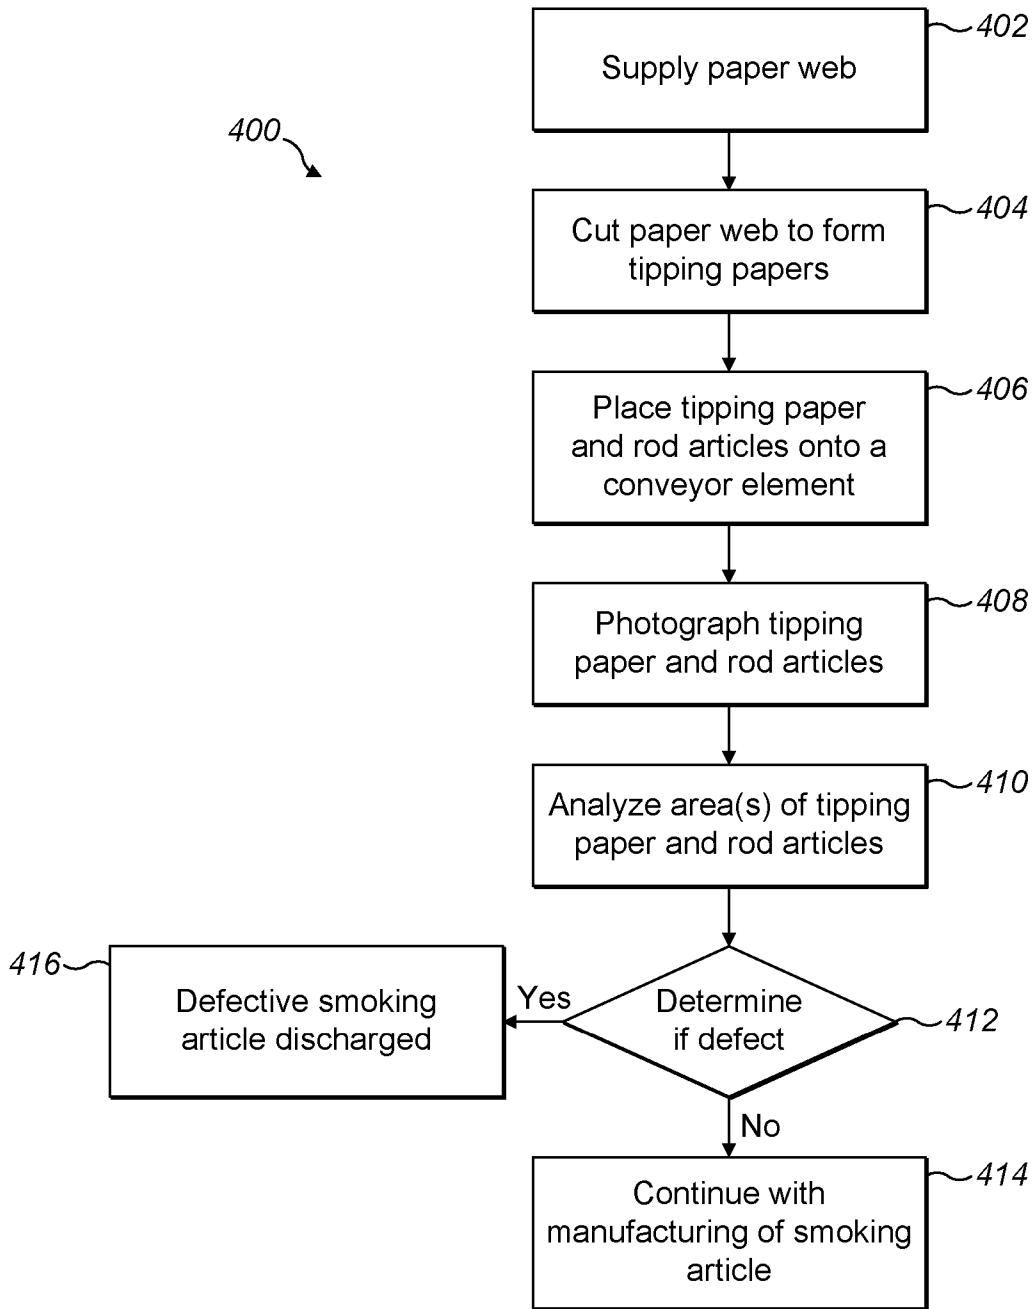 402
Supply paper web
400
404
Cut paper web to form
tipping papers
406
Place tipping paper
and rod articles onto a
conveyor element
408
Photograph tipping
paper and rod articles
410
Analyze area(s) of tipping
paper and rod articles
416
Defective smoking
article discharged
Yes
Determine
if defect
412
No
414
Continue with
manufacturing of smoking
article